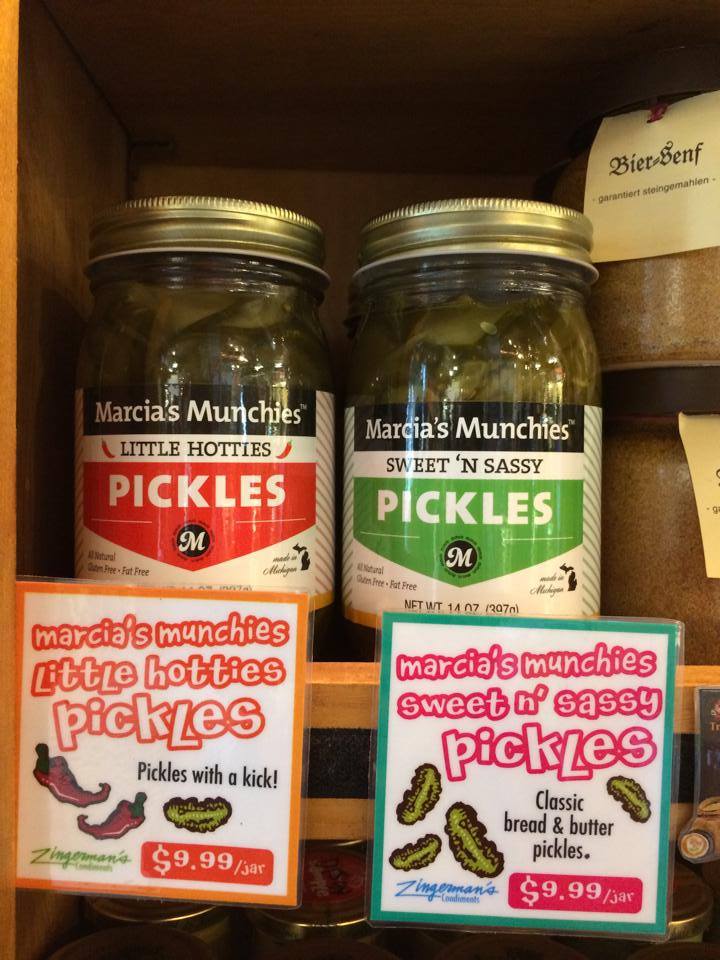 Bier-Senf
- garantiert steingemahlen -
Marcia's Munchies™
LITTLE HOTTIES
PICKLES
M
All Natural
Gluten Free • Fat Free
made in
Michigan
Marcia's Munchies™
SWEET 'N SASSY
PICKLES
M
All Natural
Gluten Free • Fat Free
made in
Michigan
NET WT. 14 OZ. (397g)
marcia's munchies
Little hotties
pickles
Pickles with a kick!
Zingerman's
Condiments
$9.99/jar
marcia's munchies
sweet n' sassy
pickles
Classic
bread & butter
pickles.
Zingerman's
Condiments
$9.99/jar